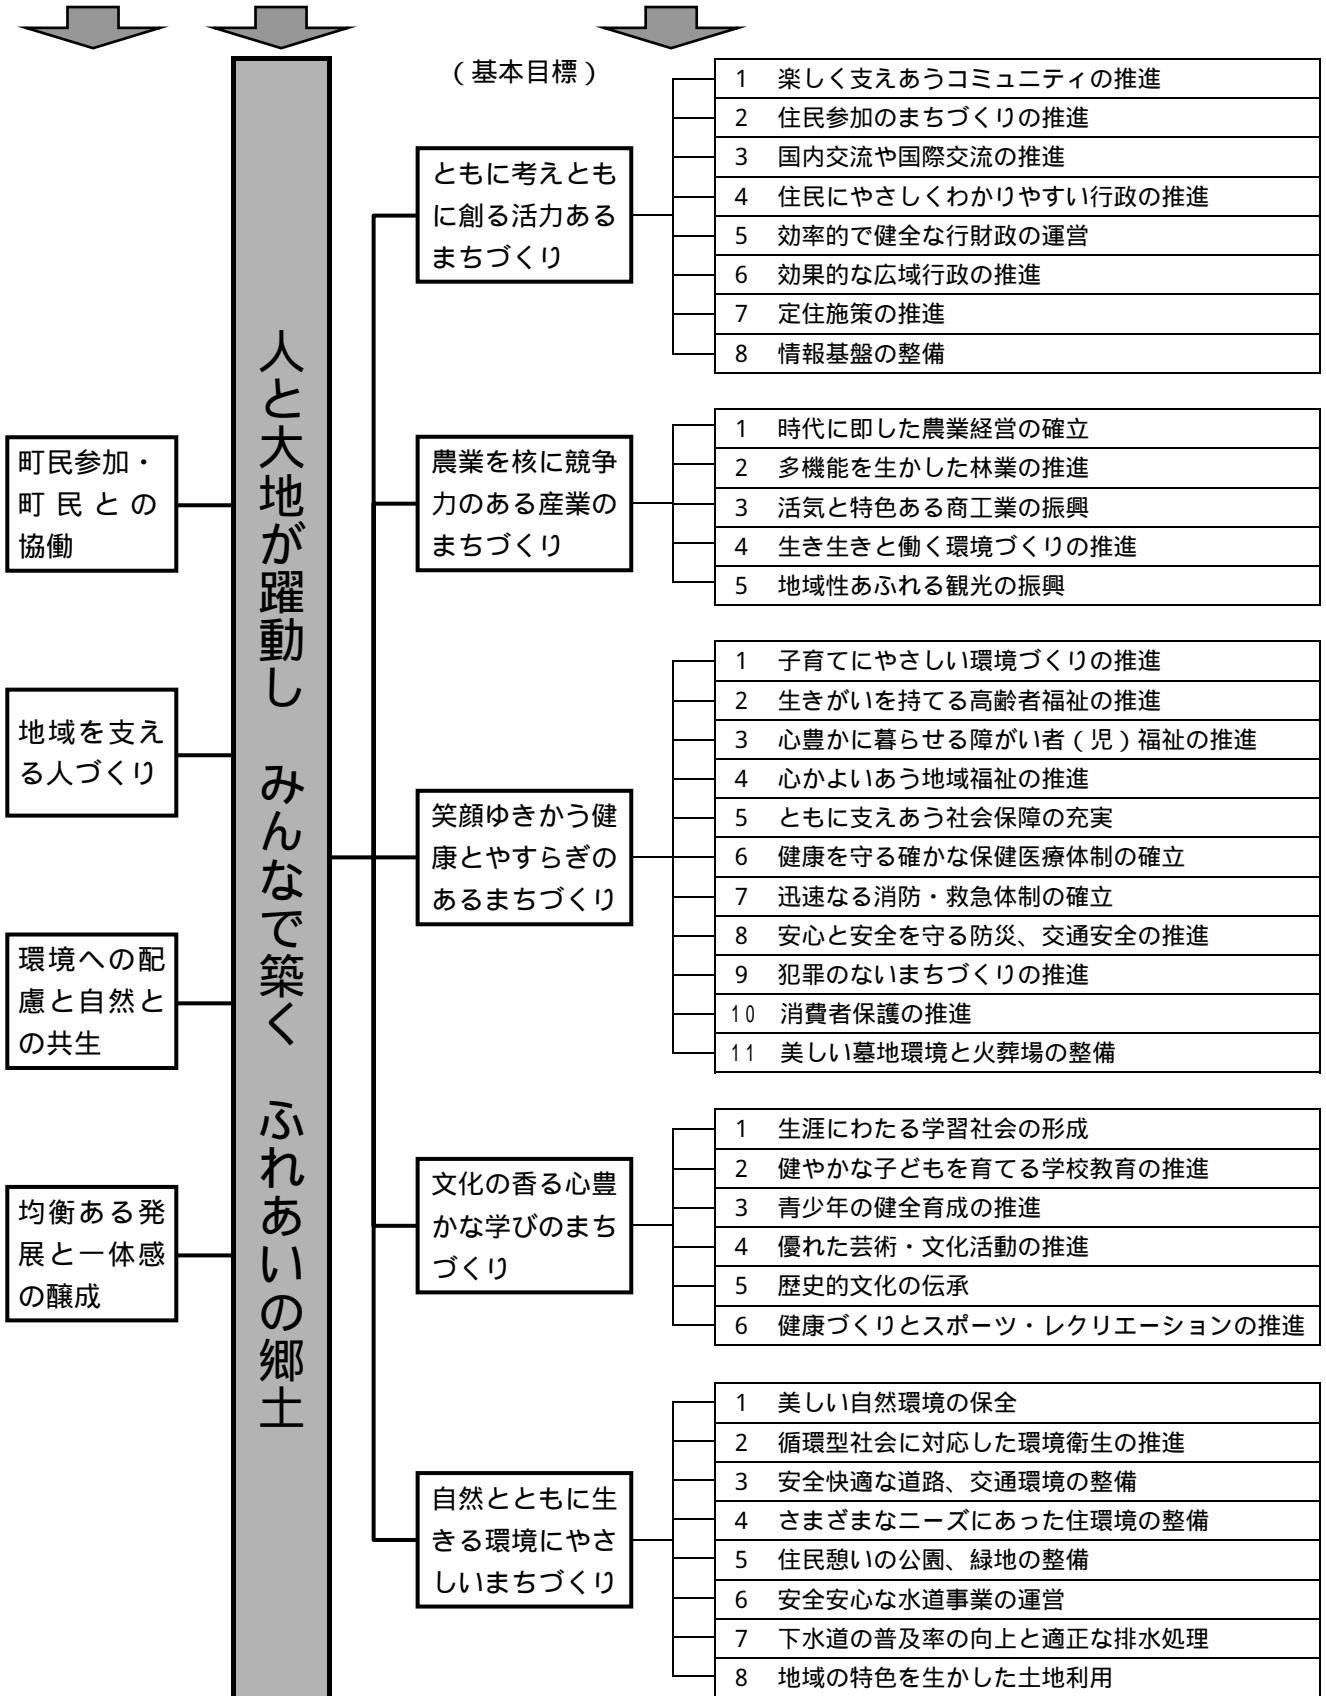 町民参加・
町民との
協働
地域を支え
る人づくり
環境への配
慮と自然と
の共生
均衡ある発
展と一体感
の醸成
人と大地が躍動し　みんなで築く　ふれあいの郷土
(基本目標)
ともに考えとも
に創る活力ある
まちづくり
1　楽しく支えあうコミュニティの推進
2　住民参加のまちづくりの推進
3　国内交流や国際交流の推進
4　住民にやさしくわかりやすい行政の推進
5　効率的で健全な行財政の運営
6　効果的な広域行政の推進
7　定住施策の推進
8　情報基盤の整備
農業を核に競争
力のある産業の
まちづくり
1　時代に即した農業経営の確立
2　多機能を生かした林業の推進
3　活気と特色ある商工業の振興
4　生き生きと働く環境づくりの推進
5　地域性あふれる観光の振興
笑顔ゆきかう健
康とやすらぎの
あるまちづくり
1　子育てにやさしい環境づくりの推進
2　生きがいを持てる高齢者福祉の推進
3　心豊かに暮らせる障がい者(児)福祉の推進
4　心かよいあう地域福祉の推進
5　ともに支えあう社会保障の充実
6　健康を守る確かな保健医療体制の確立
7　迅速なる消防・救急体制の確立
8　安心と安全を守る防災、交通安全の推進
9　犯罪のないまちづくりの推進
10　消費者保護の推進
11　美しい墓地環境と火葬場の整備
文化の香る心豊
かな学びのまち
づくり
1　生涯にわたる学習社会の形成
2　健やかな子どもを育てる学校教育の推進
3　青少年の健全育成の推進
4　優れた芸術・文化活動の推進
5　歴史的文化の伝承
6　健康づくりとスポーツ・レクリエーションの推進
自然とともに生
きる環境にやさ
しいまちづくり
1　美しい自然環境の保全
2　循環型社会に対応した環境衛生の推進
3　安全快適な道路、交通環境の整備
4　さまざまなニーズにあった住環境の整備
5　住民憩いの公園、緑地の整備
6　安全安心な水道事業の運営
7　下水道の普及率の向上と適正な排水処理
8　地域の特色を生かした土地利用